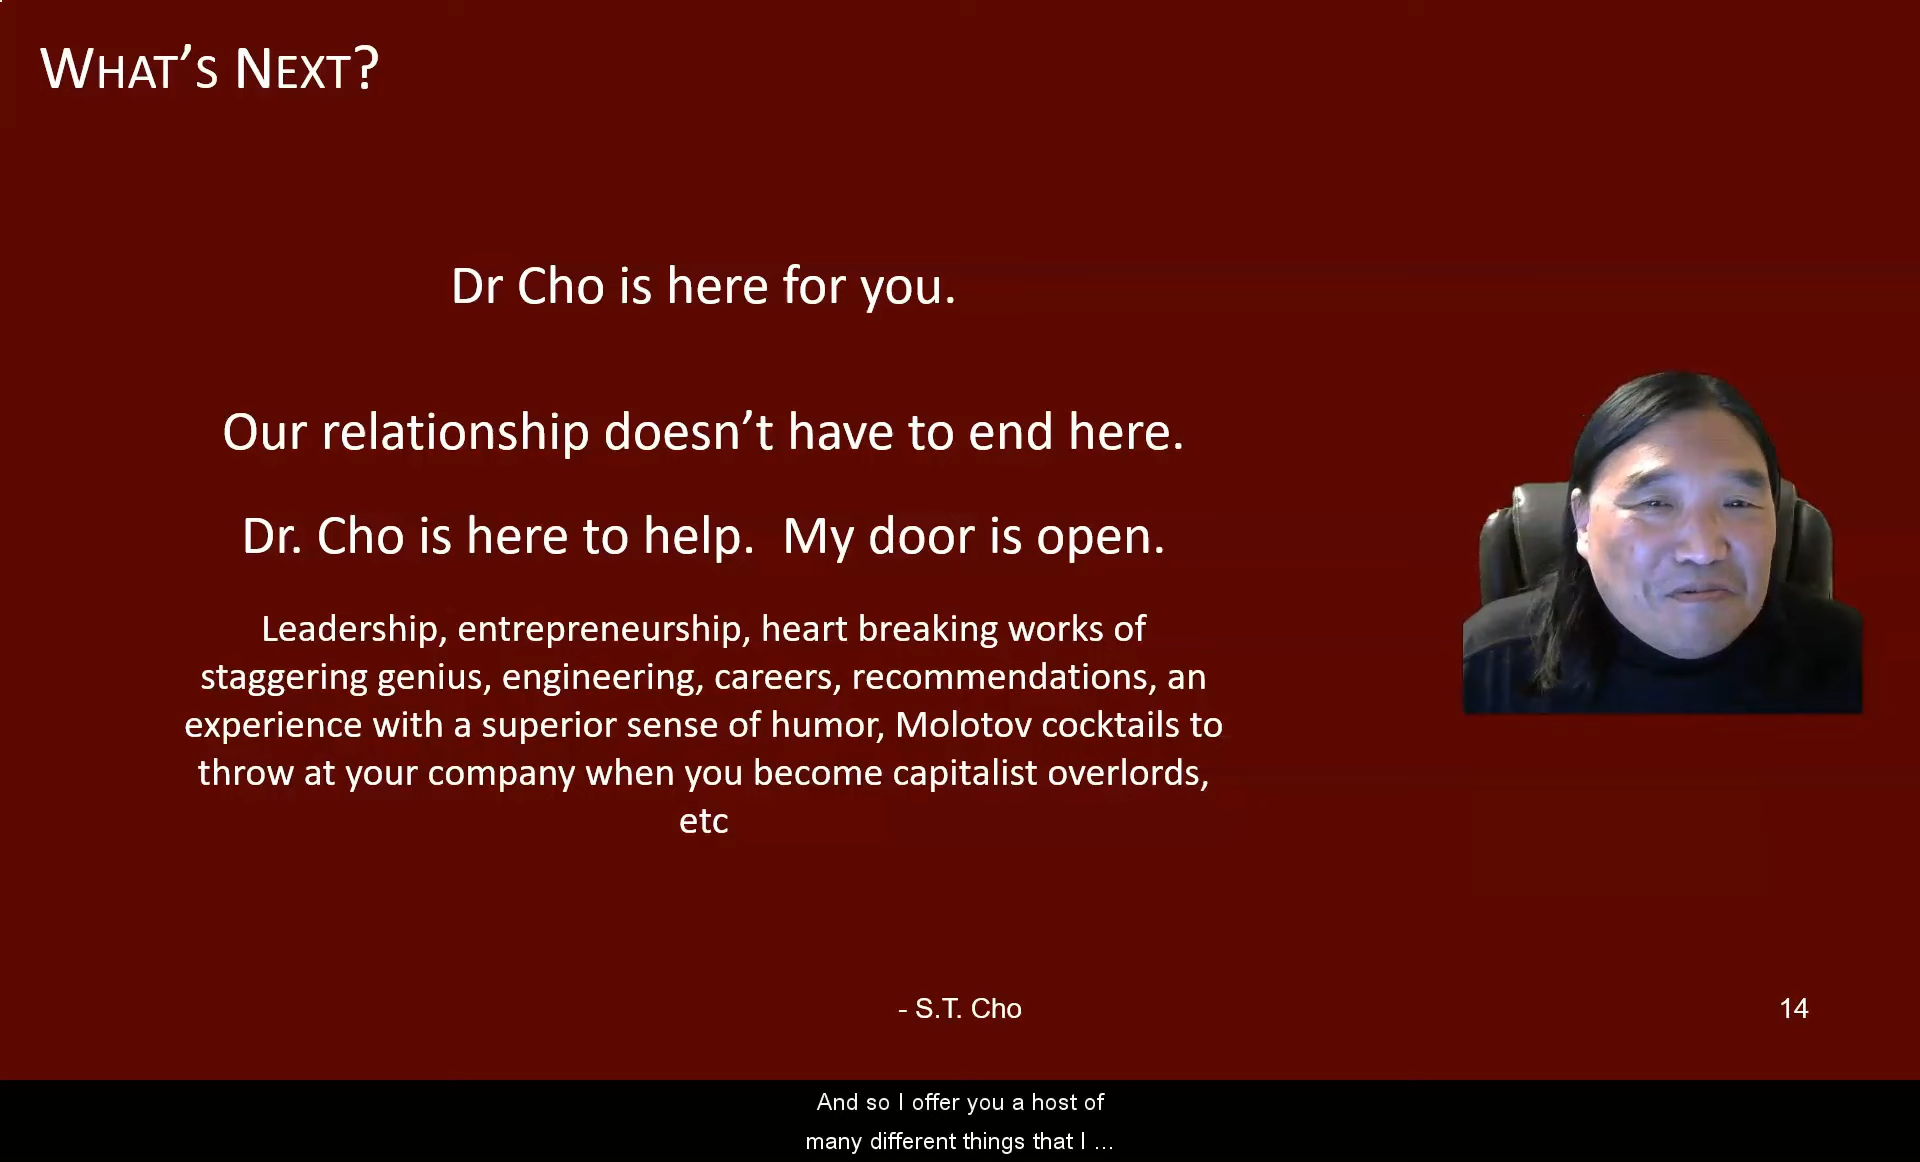 WHAT'S NEXT?
Dr Cho is here for you.
Our relationship doesn't have to end here.
Dr. Cho is here to help.  My door is open.
Leadership, entrepreneurship, heart breaking works of
staggering genius, engineering, careers, recommendations, an
experience with a superior sense of humor, Molotov cocktails to
throw at your company when you become capitalist overlords,
etc
- S.T. Cho
14
And so I offer you a host of
many different things that I ...